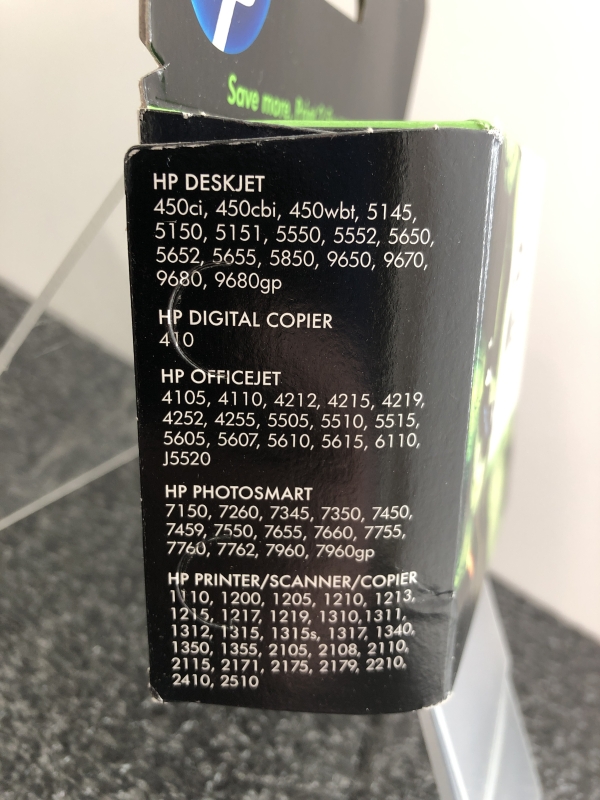 Save more.
HP DESKJET
450ci, 450cbi, 450wbt, 5145,
5150, 5151, 5550, 5552, 5650,
5652, 5655, 5850, 9650, 9670,
9680, 9680gp
HP DIGITAL COPIER
410
HP OFFICEJET
4105, 4110, 4212, 4215, 4219,
4252, 4255, 5505, 5510, 5515,
5605, 5607, 5610, 5615, 6110,
J5520
HP PHOTOSMART
7150, 7260, 7345, 7350, 7450,
7459, 7550, 7655, 7660, 7755,
7760, 7762, 7960, 7960gp
HP PRINTER/SCANNER/COPIER
1110, 1200, 1205, 1210, 1213,
1215, 1217, 1219, 1310,1311,
1312, 1315, 1315s, 1317, 1340,
1350, 1355, 2105, 2108, 2110,
2115, 2171, 2175, 2179, 2210,
2410, 2510